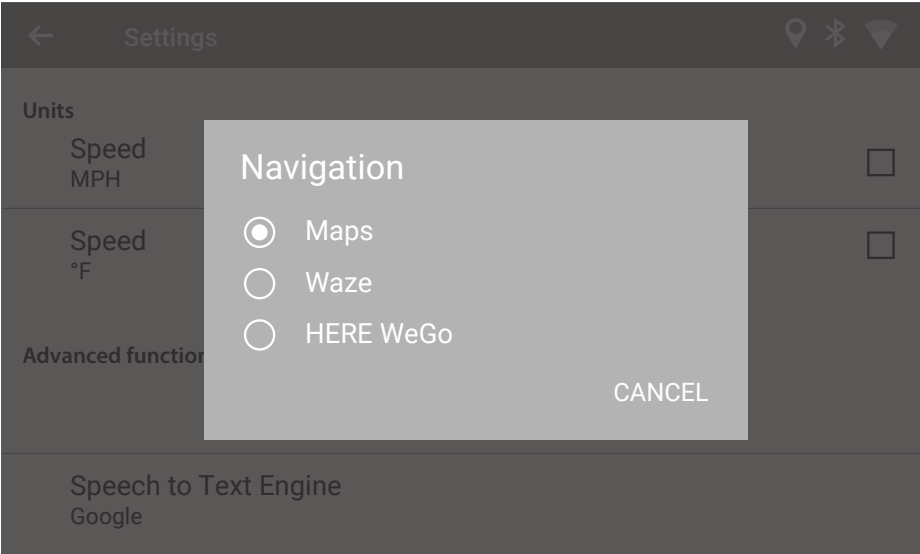 Settings
Units
Speed
MPH
Speed
°F
Advanced function
Speech to Text Engine
Google
Navigation
Maps
Waze
HERE WeGo
CANCEL